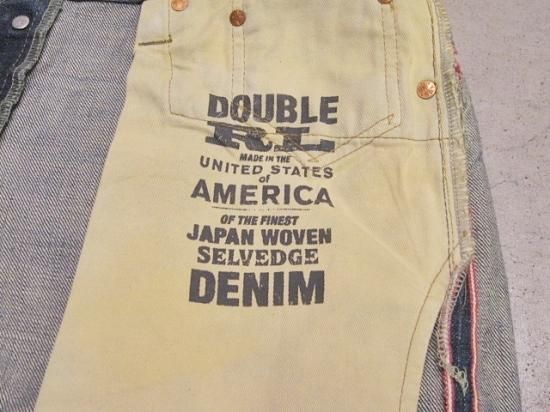 DOUBLE
RL
MADE IN THE
UNITED STATES
of
AMERICA
OF THE FINEST
JAPAN WOVEN
SELVEDGE
DENIM